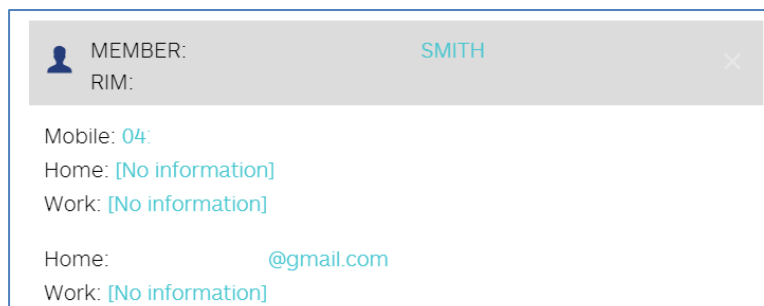 MEMBER: SMITH
RIM:
Mobile: 04
Home: [No information]
Work: [No information]
Home: @gmail.com
Work: [No information]